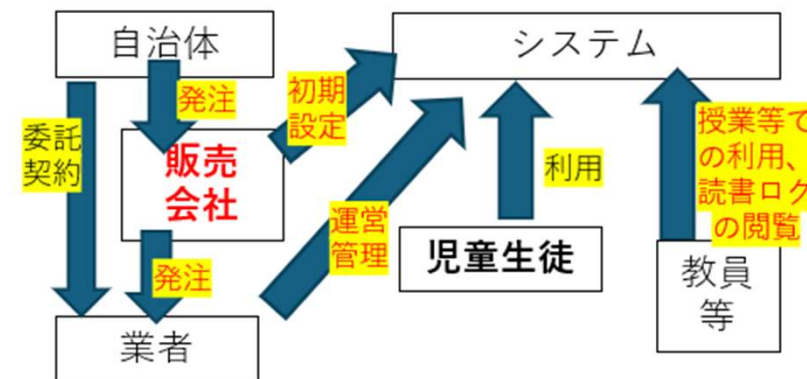 自治体
システム
発注
初期
設定
委託
契約
販売
会社
授業等で
の利用、
読書ログ
の閲覧
利用
運営
管理
児童生徒
発注
教員
等
業者